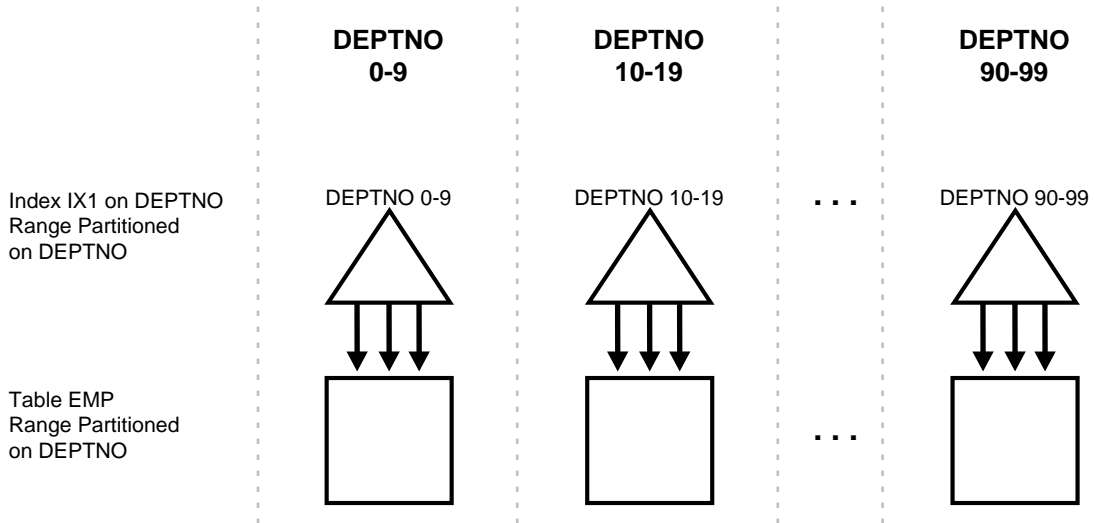 DEPTNO
0-9
DEPTNO
10-19
DEPTNO
90-99
Index IX1 on DEPTNO
Range Partitioned
on DEPTNO
DEPTNO 0-9
DEPTNO 10-19
. . .
DEPTNO 90-99
Table EMP
Range Partitioned
on DEPTNO
. . .